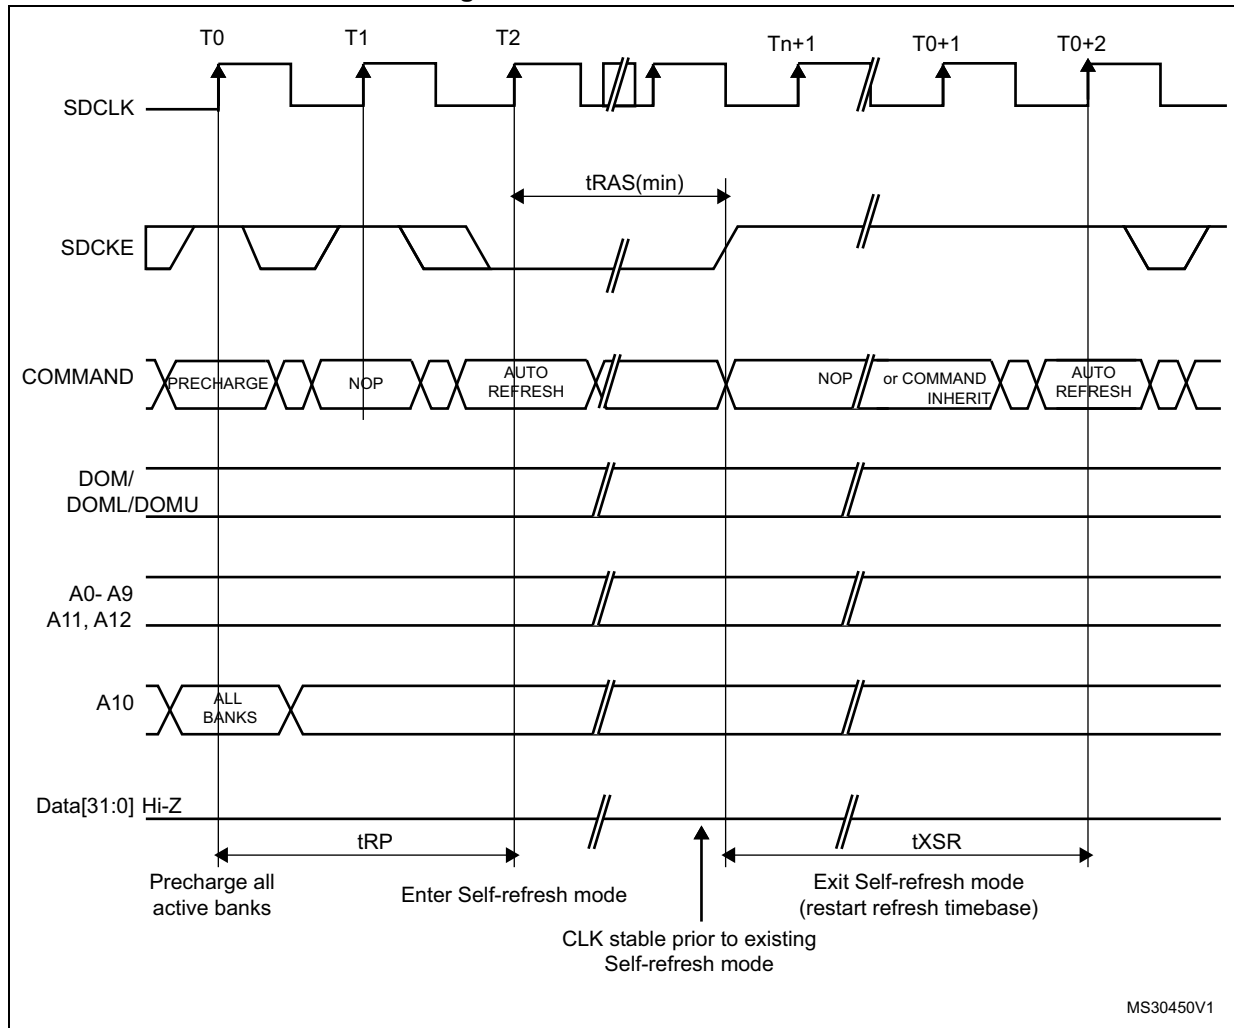 T0 T1 T2 Tn+1 T0+1 T0+2
SDCLK
tRAS(min)
SDCKE
COMMAND
PRECHARGE
NOP
AUTO
REFRESH
NOP
or COMMAND
INHERIT
AUTO
REFRESH
DOM/
DOML/DOMU
A0- A9
A11, A12
A10
ALL
BANKS
Data[31:0] Hi-Z
tRP
tXSR
Precharge all
active banks
Enter Self-refresh mode
Exit Self-refresh mode
(restart refresh timebase)
CLK stable prior to existing
Self-refresh mode
MS30450V1